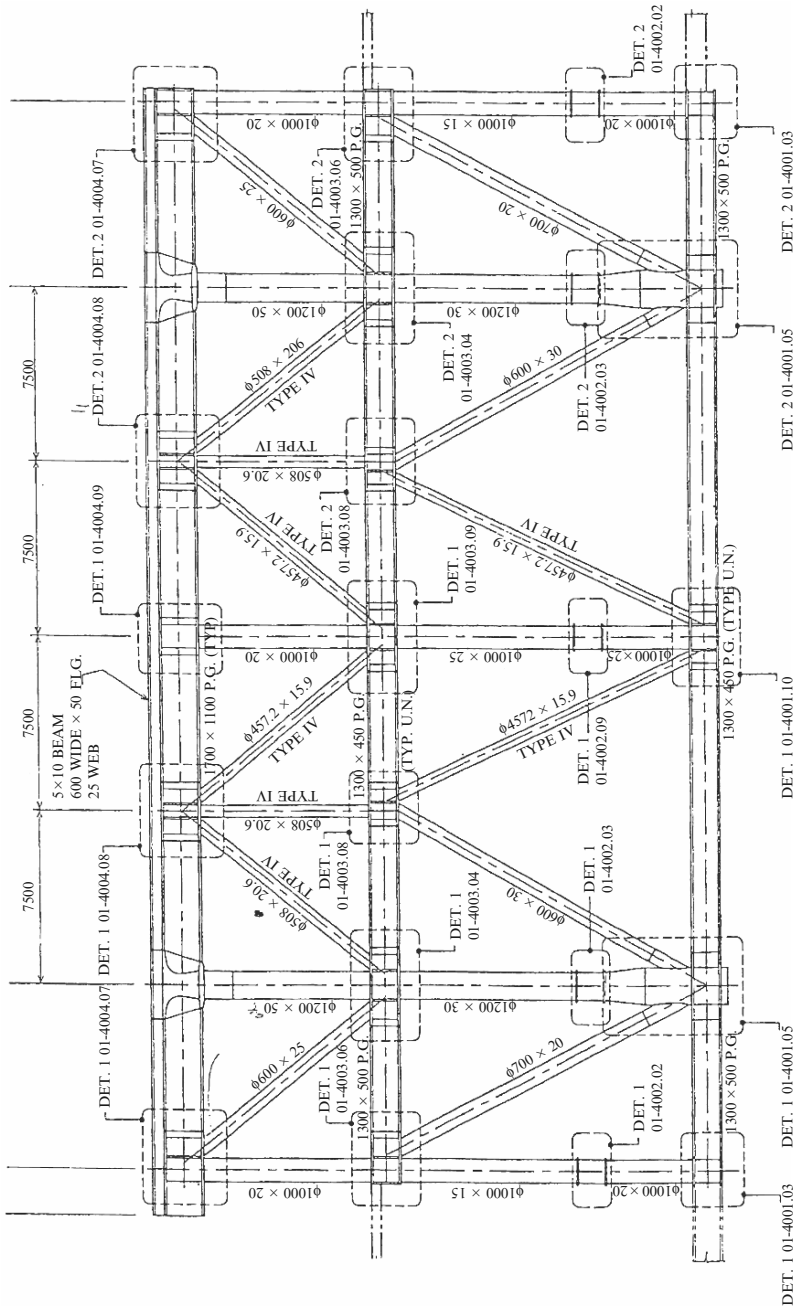 7500
7500
7500
7500
DET. 1 01-4004.07
DET. 1 01-4004.08
5×10 BEAM
600 WIDE × 50 FLG.
25 WEB
DET. 1 01-4004.09
DET. 2 01-4004.08
DET. 2 01-4004.07
1700 × 1100 P.G. (TYP)
ϕ1000 × 20
ϕ600 × 25
ϕ1200 × 50
ϕ508 × 20.6
TYPE IV
ϕ508 × 20.6
TYPE IV
ϕ457.2 × 15.9
TYPE IV
ϕ1000 × 20
ϕ457.2 × 15.9
TYPE IV
ϕ508 × 20.6
TYPE IV
ϕ508 × 206
TYPE IV
ϕ1200 × 50
ϕ600 × 25
ϕ1000 × 20
DET. 1
01-4003.06
1300 × 500 P.G.
DET. 1
01-4003.08
1300 × 450 P.G.
(TYP. U.N.)
DET. 2
01-4003.08
DET. 2
01-4003.06
1300 × 500 P.G.
DET. 1
01-4003.04
DET. 1
01-4003.09
DET. 2
01-4003.04
ϕ1000 × 15
ϕ700 × 20
ϕ1200 × 30
ϕ600 × 30
ϕ4572 × 15.9
TYPE IV
ϕ1000 × 25
ϕ457.2 × 15.9
TYPE IV
ϕ600 × 30
ϕ1200 × 30
ϕ700 × 20
ϕ1000 × 15
DET. 1
01-4002.02
DET. 1
01-4002.03
DET. 1
01-4002.09
DET. 2
01-4002.03
DET. 2
01-4002.02
ϕ1000 × 20
ϕ1000 × 25
ϕ1000 × 20
1300 × 500 P.G.
1300 × 450 P.G. (TYPE U.N.)
1300 × 500 P.G.
DET. 1 01-4001.03
DET. 1 01-4001.05
DET. 1 01-4001.10
DET. 2 01-4001.05
DET. 2 01-4001.03